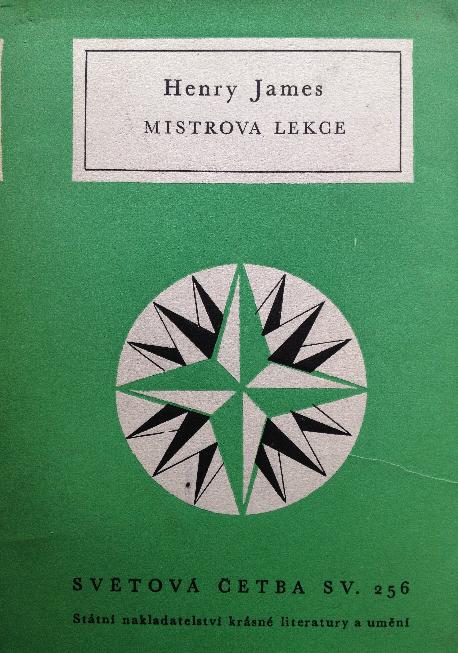 Henry James
MISTROVA LEKCE
SVĚTOVÁ ČETBA SV. 256
Státní nakladatelství krásné literatury a umění